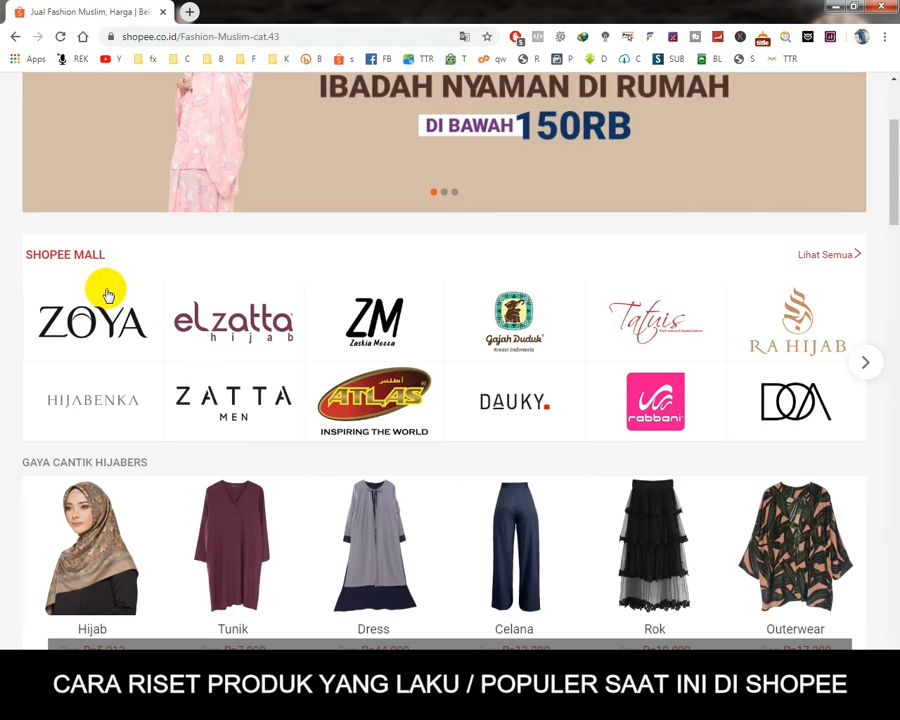 Jual Fashion Muslim, Harga | Beli
shopee.co.id/Fashion-Muslim-cat.43
Apps REK Y fx C B F K B s FB TTR T qw R P D C SUB BL S TTR
IBADAH NYAMAN DI RUMAH
DI BAWAH 150RB
SHOPEE MALL
Lihat Semua
ZOYA
elzatta hijab
ZM Zaskia Mecca
Gajah Duduk Kreasi Indonesia
Tatuis
RA HIJAB
HIJABENKA
ZATTA MEN
أطلس ATLAS INSPIRING THE WORLD
DAUKY.
rabbani
DOA
GAYA CANTIK HIJABERS
Hijab Tunik Dress Celana Rok Outerwear
CARA RISET PRODUK YANG LAKU / POPULER SAAT INI DI SHOPEE